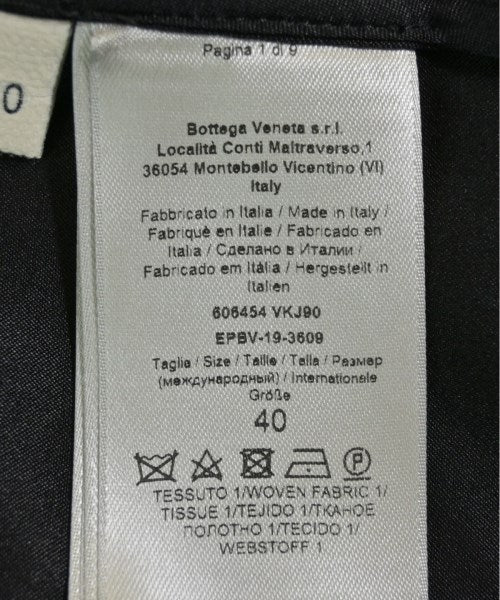 Pagina 1 di 9
0
Bottega Veneta s.r.l.
Località Conti Maltraverso,1
36054 Montebello Vicentino (VI)
Italy
Fabbricato in Italia / Made in Italy /
Fabriqué en Italie / Fabricado en
Italia / Сделано в Италии /
Fabricado em Itália / Hergestellt in
Italien
606454 VKJ90
EPBV-19-3609
Taglia / Size / Taille / Talla / Размер
(международный) / Internationale
Größe
40
P
TESSUTO 1/WOVEN FABRIC 1/
TISSUE 1/TEJIDO 1/ТКАНОЕ
ПОЛОТНО 1/TECIDO 1/
WEBSTOFF 1